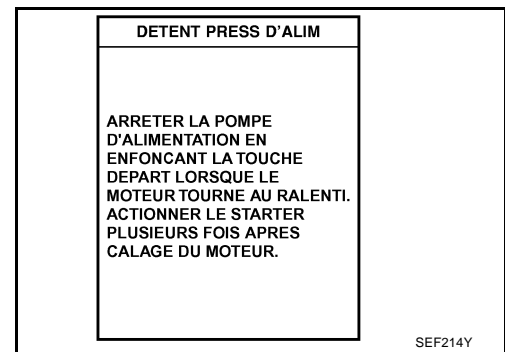 DETENT PRESS D'ALIM
ARRETER LA POMPE
D'ALIMENTATION EN
ENFONCANT LA TOUCHE
DEPART LORSQUE LE
MOTEUR TOURNE AU RALENTI.
ACTIONNER LE STARTER
PLUSIEURS FOIS APRES
CALAGE DU MOTEUR.
SEF214Y